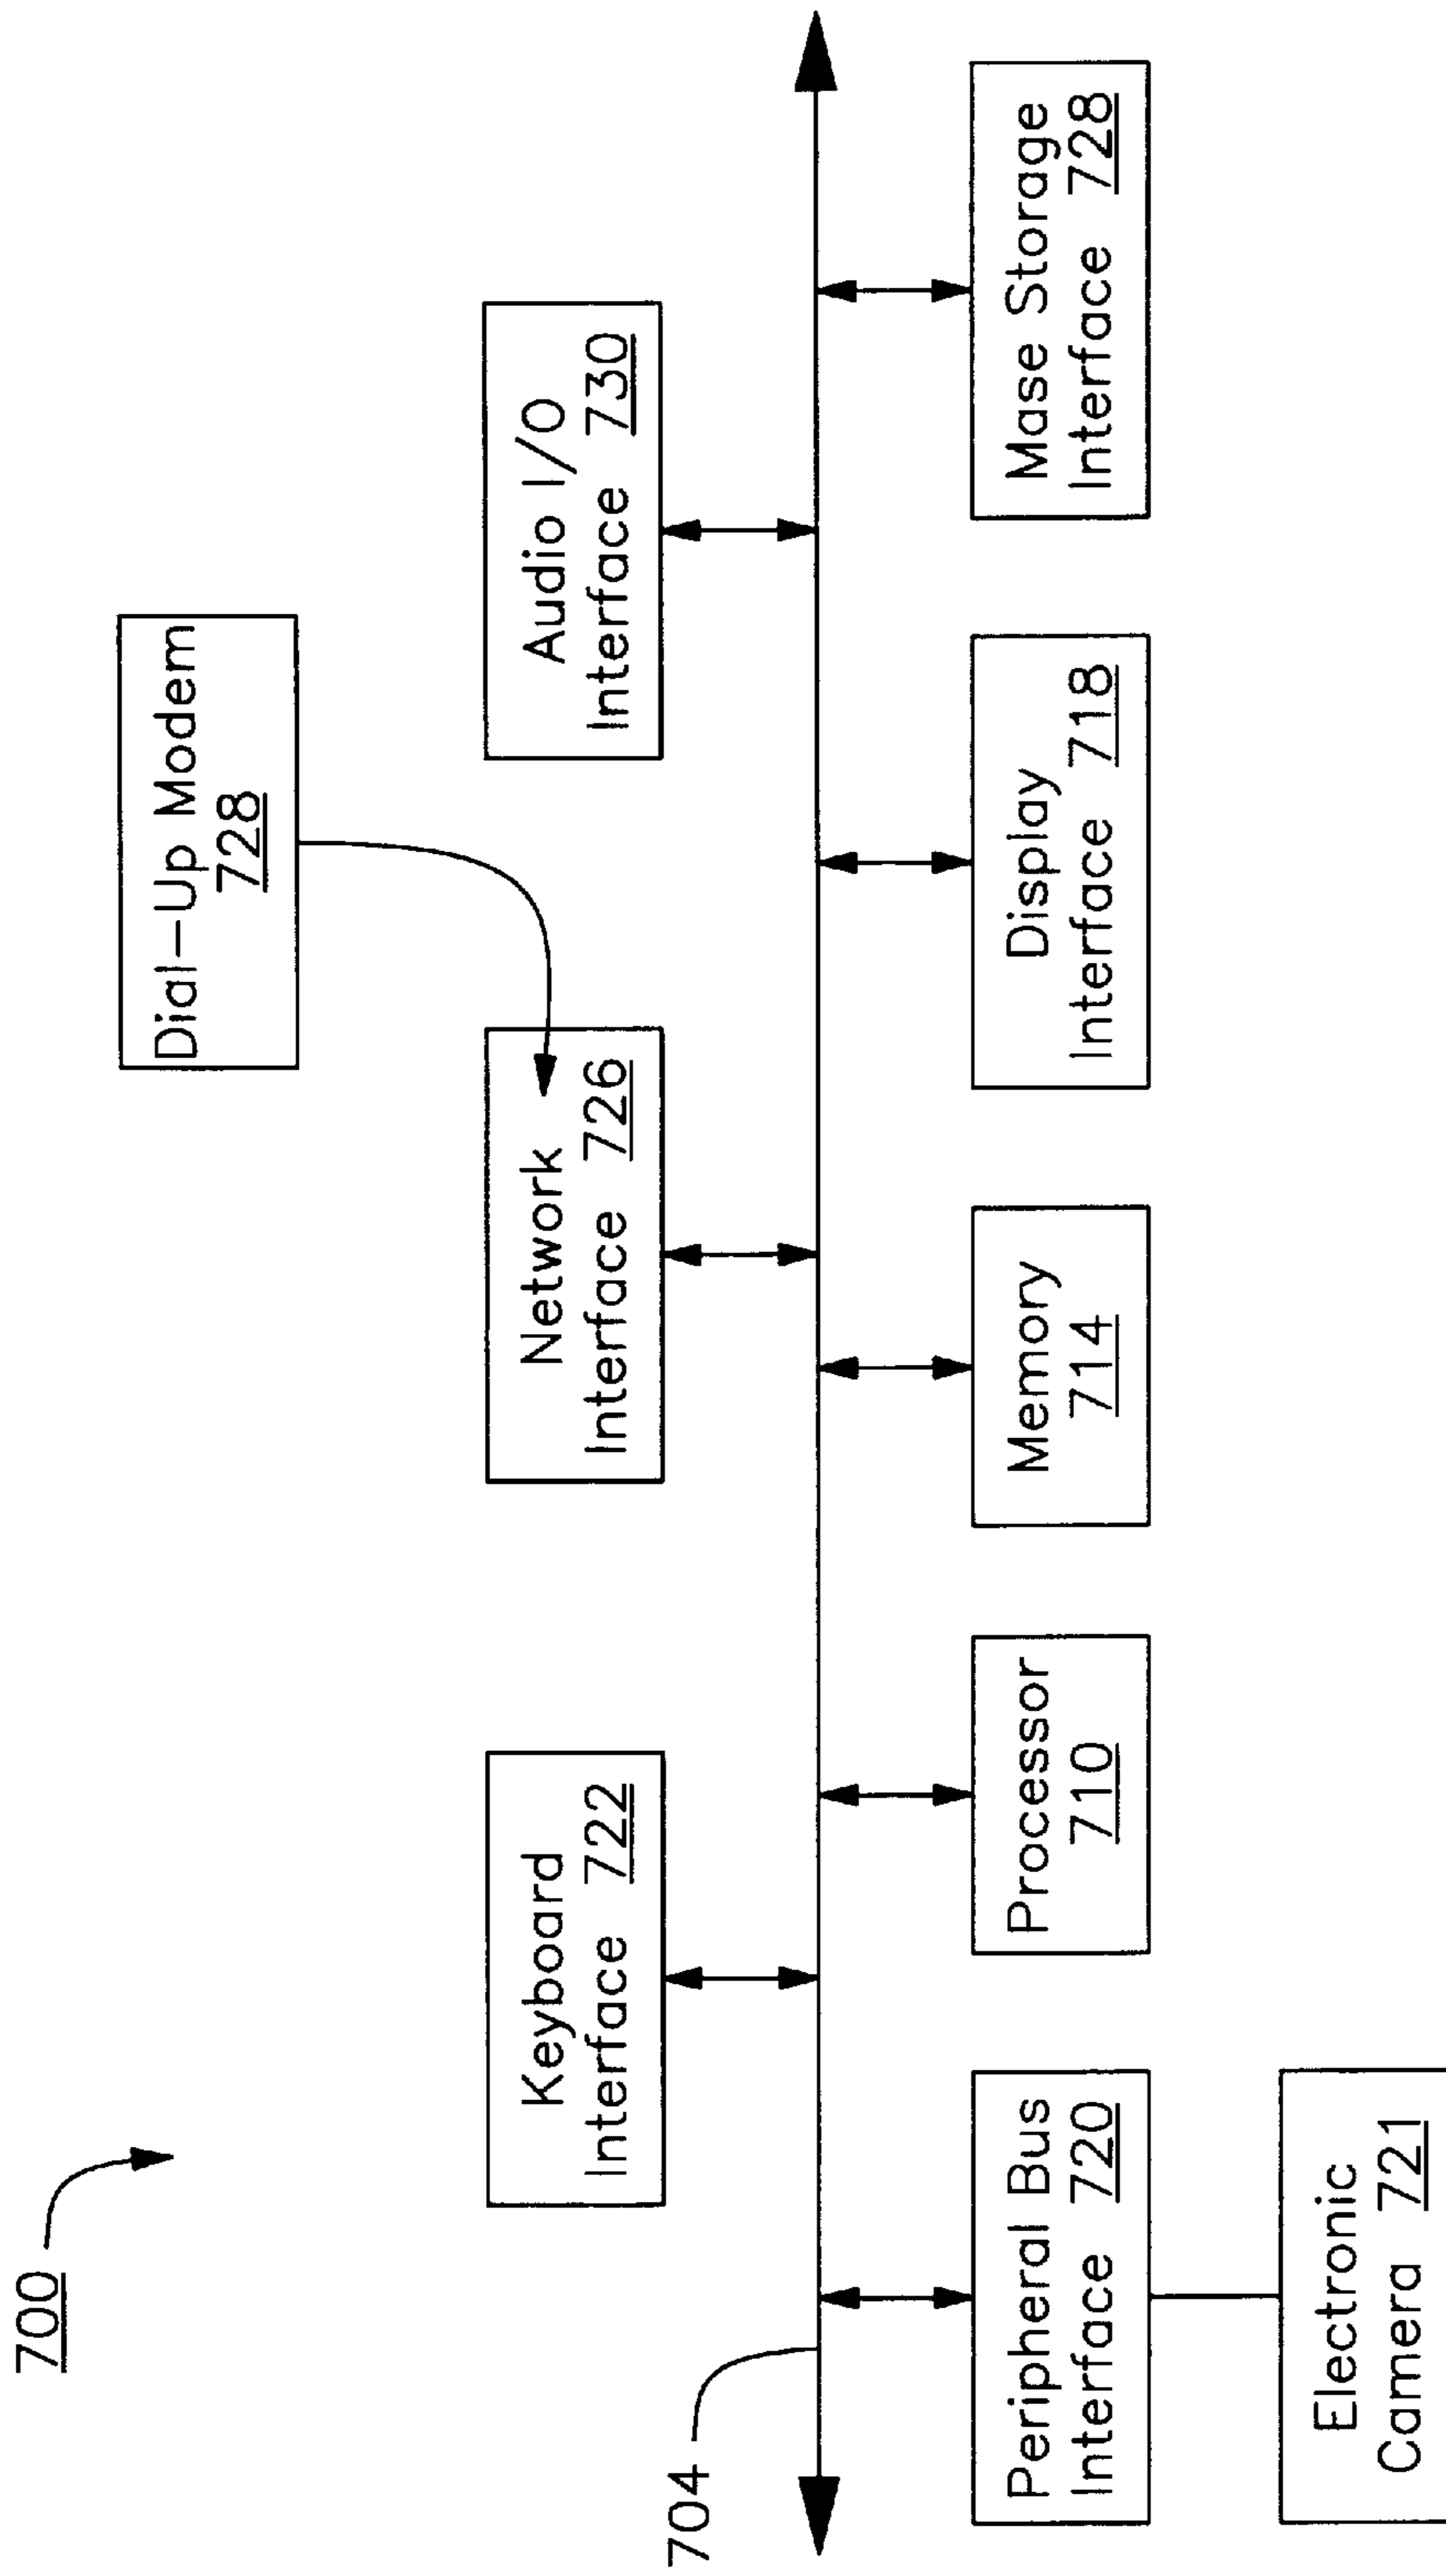 700
Dial-Up Modem
728
Keyboard
Interface 722
Network
Interface 726
Audio I/O
Interface 730
704
Peripheral Bus
Interface 720
Processor
710
Memory
714
Display
Interface 718
Mase Storage
Interface 728
Electronic
Camera 721